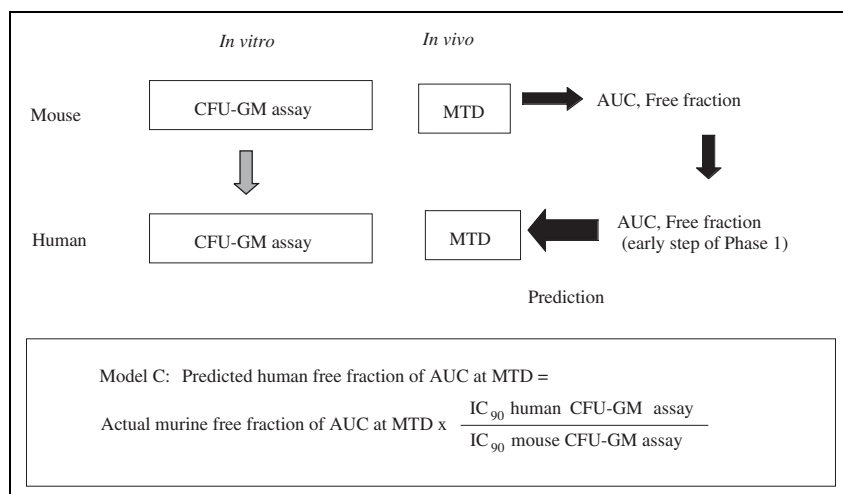 In vitro
In vivo
Mouse
CFU-GM assay
MTD
AUC, Free fraction
Human
CFU-GM assay
MTD
AUC, Free fraction
(early step of Phase 1)
Prediction
Model C: Predicted human free fraction of AUC at MTD =
Actual murine free fraction of AUC at MTD x
IC90 human CFU-GM assay
IC90 mouse CFU-GM assay